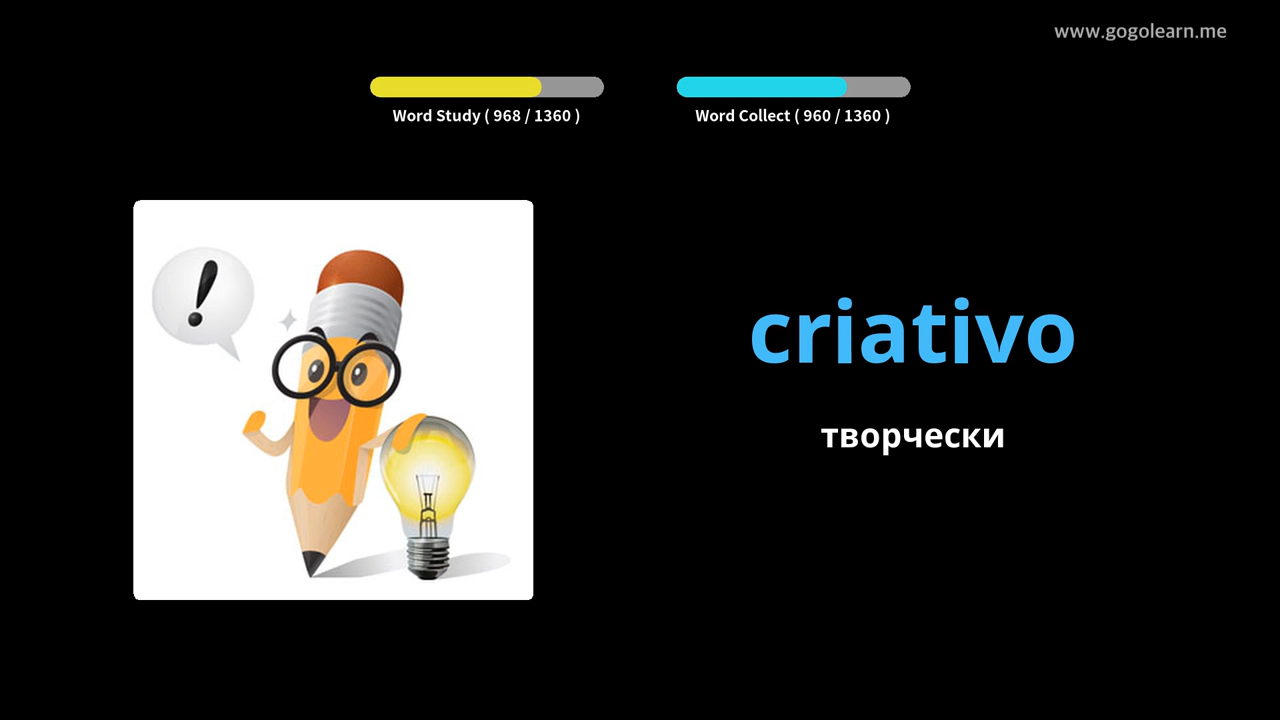 www.gogolearn.me
Word Study ( 968 / 1360 )
Word Collect ( 960 / 1360 )
!
criativo
творчески